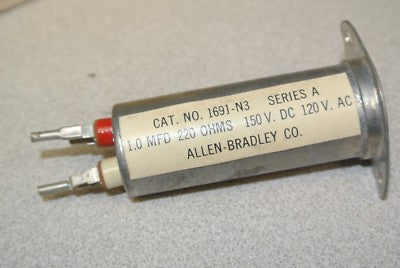 CAT. NO. 1691-N3 SERIES A
1.0 MFD 220 OHMS 150 V. DC 120 V. AC
ALLEN-BRADLEY CO.